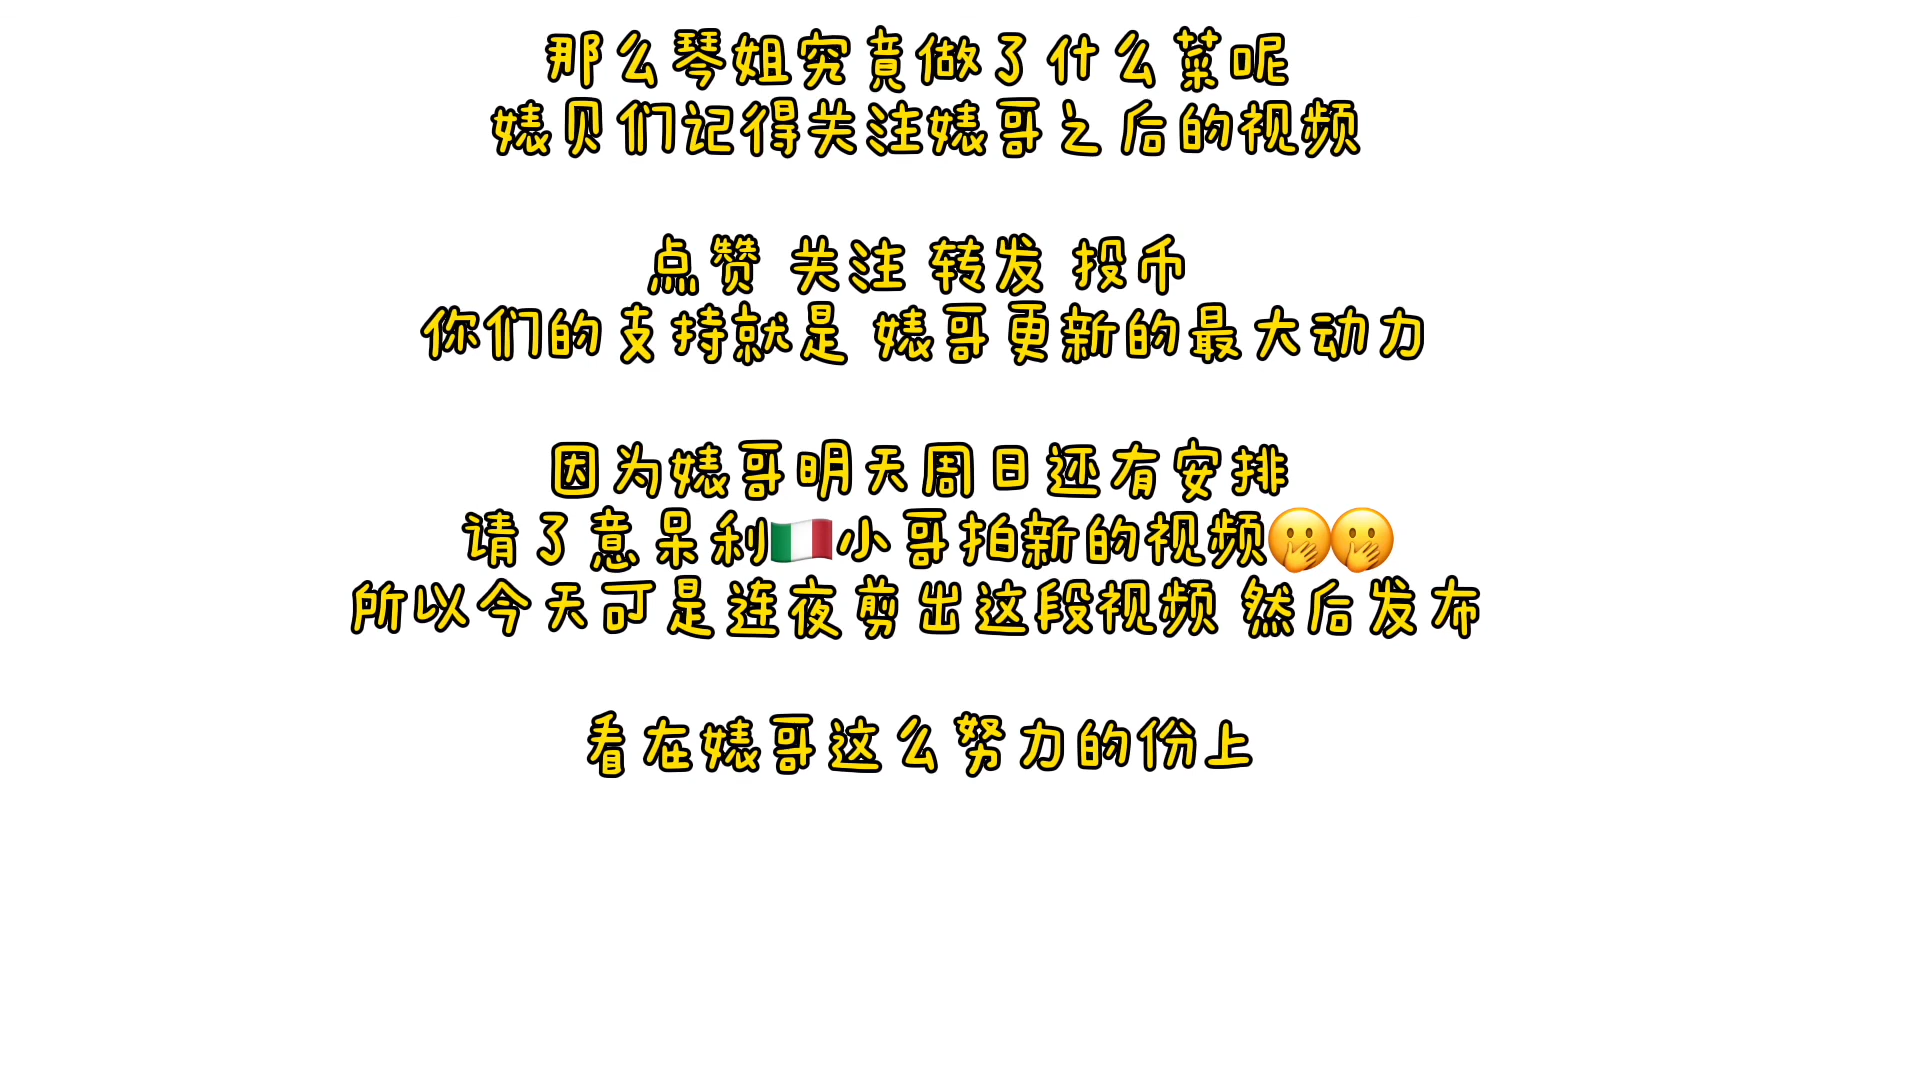 那么琴姐究竟做了什么菜呢
婊贝们记得关注婊哥之后的视频
点赞 关注 转发 投币
你们的支持就是 婊哥更新的最大动力
因为婊哥明天周日还有安排
请了意呆利🇮🇹小哥拍新的视频🤭🤭
所以今天可是连夜剪出这段视频 然后发布
看在婊哥这么努力的份上